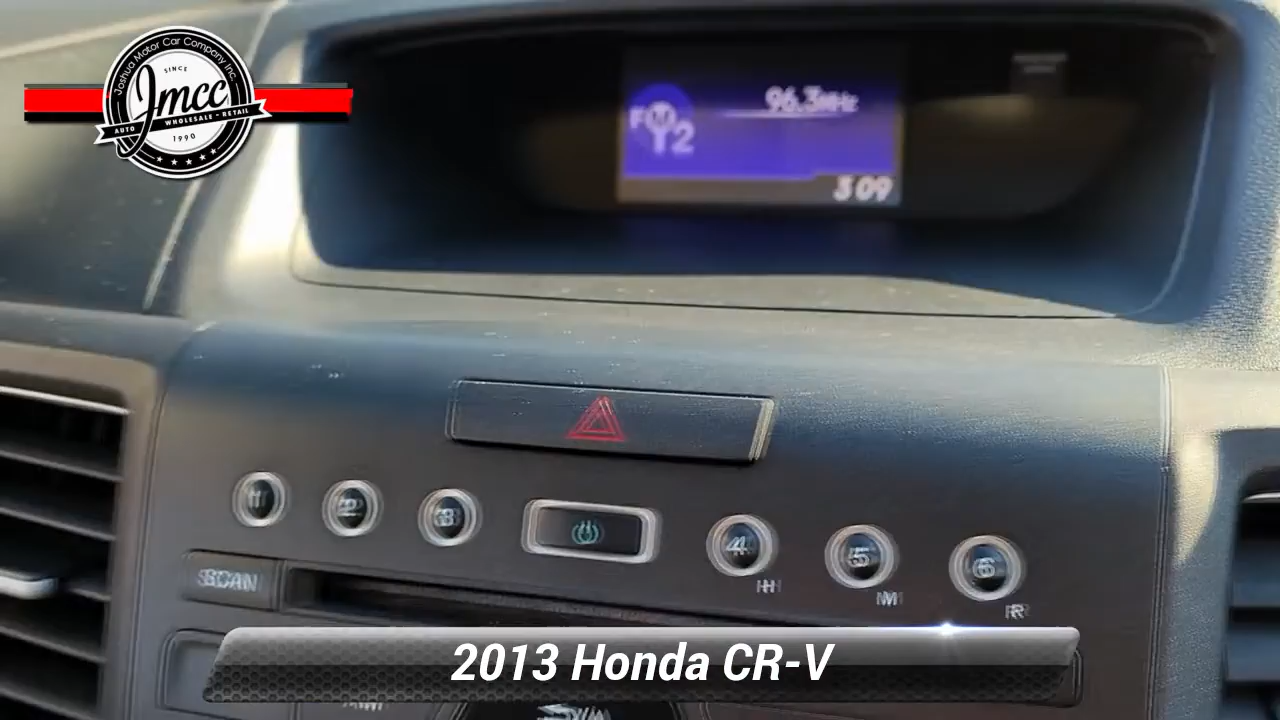 Joshua Motor Car Company Inc.
SINCE
Jmcc
AUTO WHOLESALE - RETAIL
1990
96.3MHz
2
3 09
1
2
3
4
5
6
SCAN
H
M
R
2013 Honda CR-V